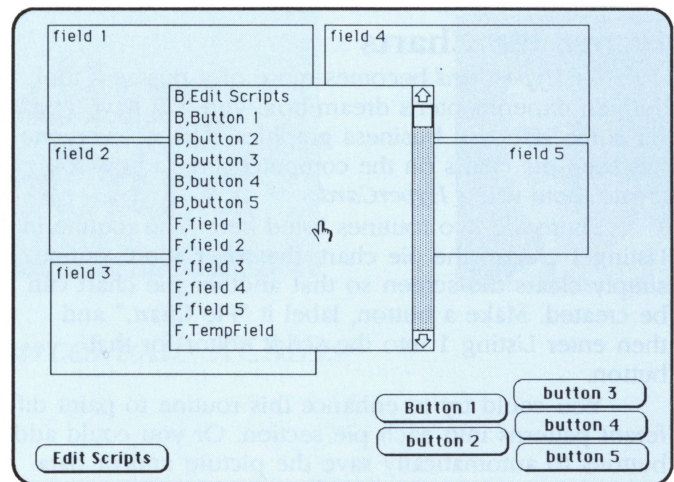 field 1
field 4
B,Edit Scripts
B,Button 1
B,button 2
B,button 3
B,button 4
B,button 5
F,field 1
F,field 2
F,field 3
F,field 4
F,field 5
F,TempField
field 2
field 5
field 3
Button 1
button 2
button 3
button 4
button 5
Edit Scripts